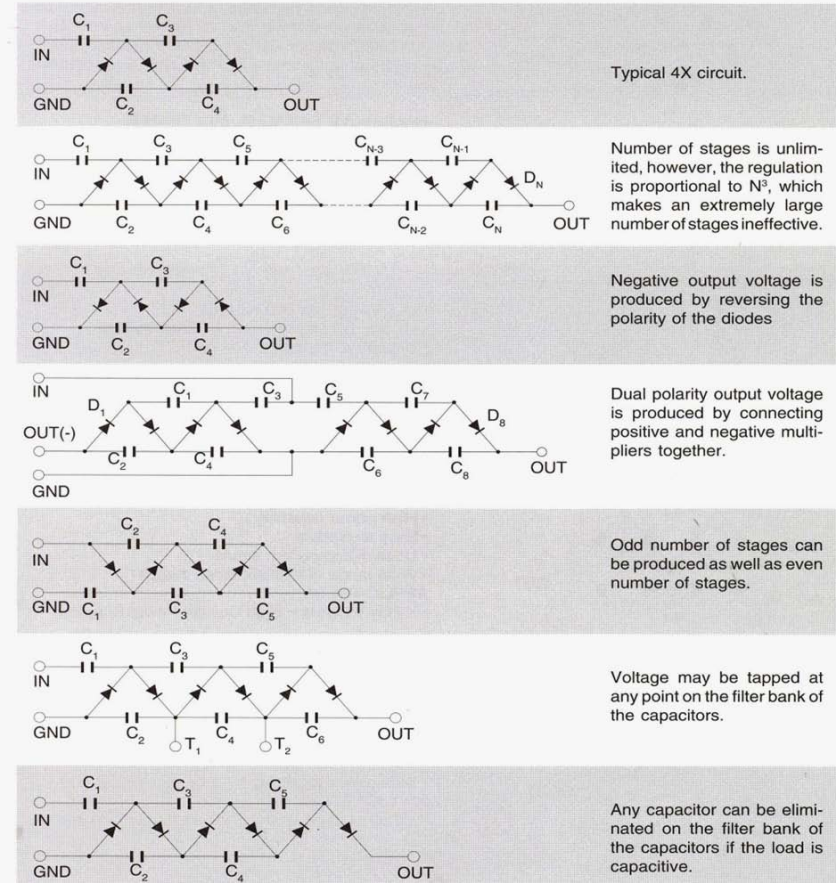 C1 C3
IN
GND C2 C4 OUT
Typical 4X circuit.
C1 C3 C5 CN-3 CN-1
IN
DN
GND C2 C4 C6 CN-2 CN OUT
Number of stages is unlim-
ited, however, the regulation
is proportional to N³, which
makes an extremely large
number of stages ineffective.
C1 C3
IN
GND C2 C4 OUT
Negative output voltage is
produced by reversing the
polarity of the diodes
IN
C1 C3 C5 C7
D1 D8
OUT(-)
C2 C4 C6 C8 OUT
GND
Dual polarity output voltage
is produced by connecting
positive and negative multi-
pliers together.
C2 C4
IN
GND C1 C3 C5 OUT
Odd number of stages can
be produced as well as even
number of stages.
C1 C3 C5
IN
GND C2 T1 C4 T2 C6 OUT
Voltage may be tapped at
any point on the filter bank of
the capacitors.
C1 C3 C5
IN
GND C2 C4 OUT
Any capacitor can be elimi-
nated on the filter bank of
the capacitors if the load is
capacitive.